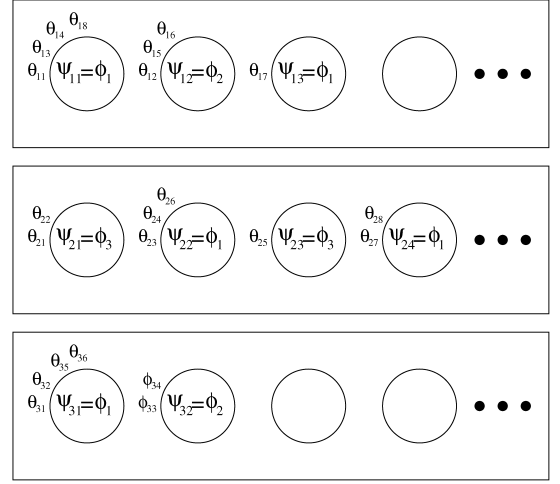 θ₁₄ θ₁₈ θ₁₆
θ₁₃ θ₁₅
θ₁₁ ψ₁₁=ϕ₁ θ₁₂ ψ₁₂=ϕ₂ θ₁₇ ψ₁₃=ϕ₁
θ₂₆
θ₂₂ θ₂₄ θ₂₈
θ₂₁ ψ₂₁=ϕ₃ θ₂₃ ψ₂₂=ϕ₁ θ₂₅ ψ₂₃=ϕ₃ θ₂₇ ψ₂₄=ϕ₁
θ₃₅ θ₃₆
θ₃₂ ϕ₃₄
θ₃₁ ψ₃₁=ϕ₁ ϕ₃₃ ψ₃₂=ϕ₂